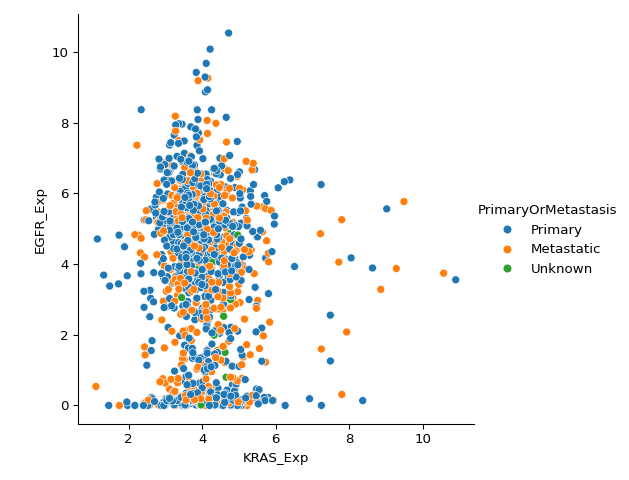 10
8
6
4
2
0
EGFR_Exp
2
4
6
8
10
KRAS_Exp
PrimaryOrMetastasis
Primary
Metastatic
Unknown